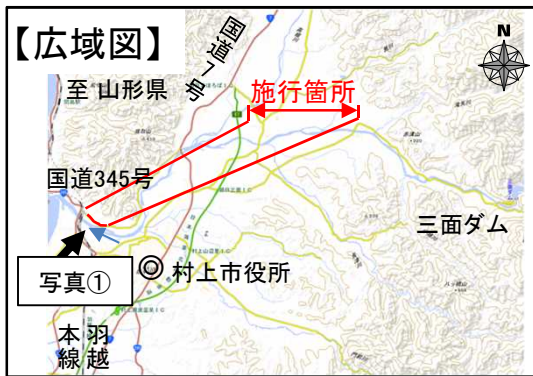 【広域図】
国道7号
N
至 山形県
施行箇所
国道345号
三面ダム
写真①
村上市役所
羽越
本線